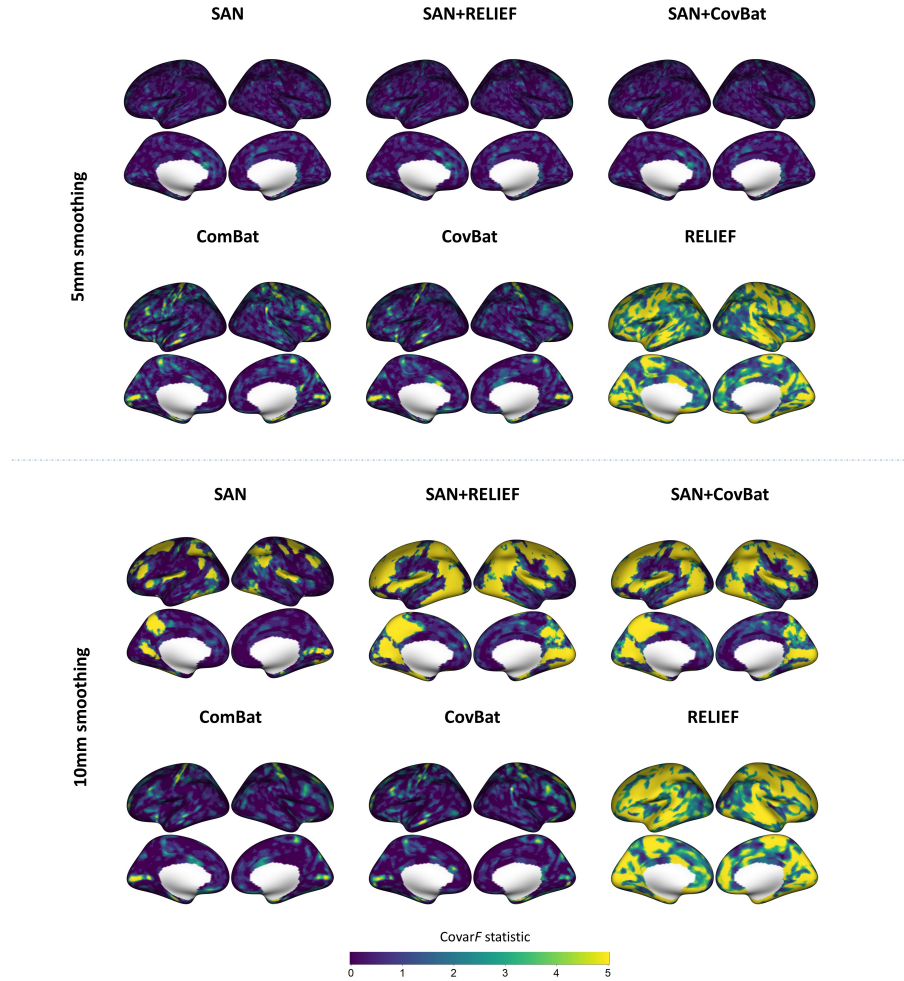 SAN
SAN+RELIEF
SAN+CovBat
5mm smoothing
ComBat
CovBat
RELIEF
SAN
SAN+RELIEF
SAN+CovBat
10mm smoothing
ComBat
CovBat
RELIEF
CovarF statistic
0 1 2 3 4 5